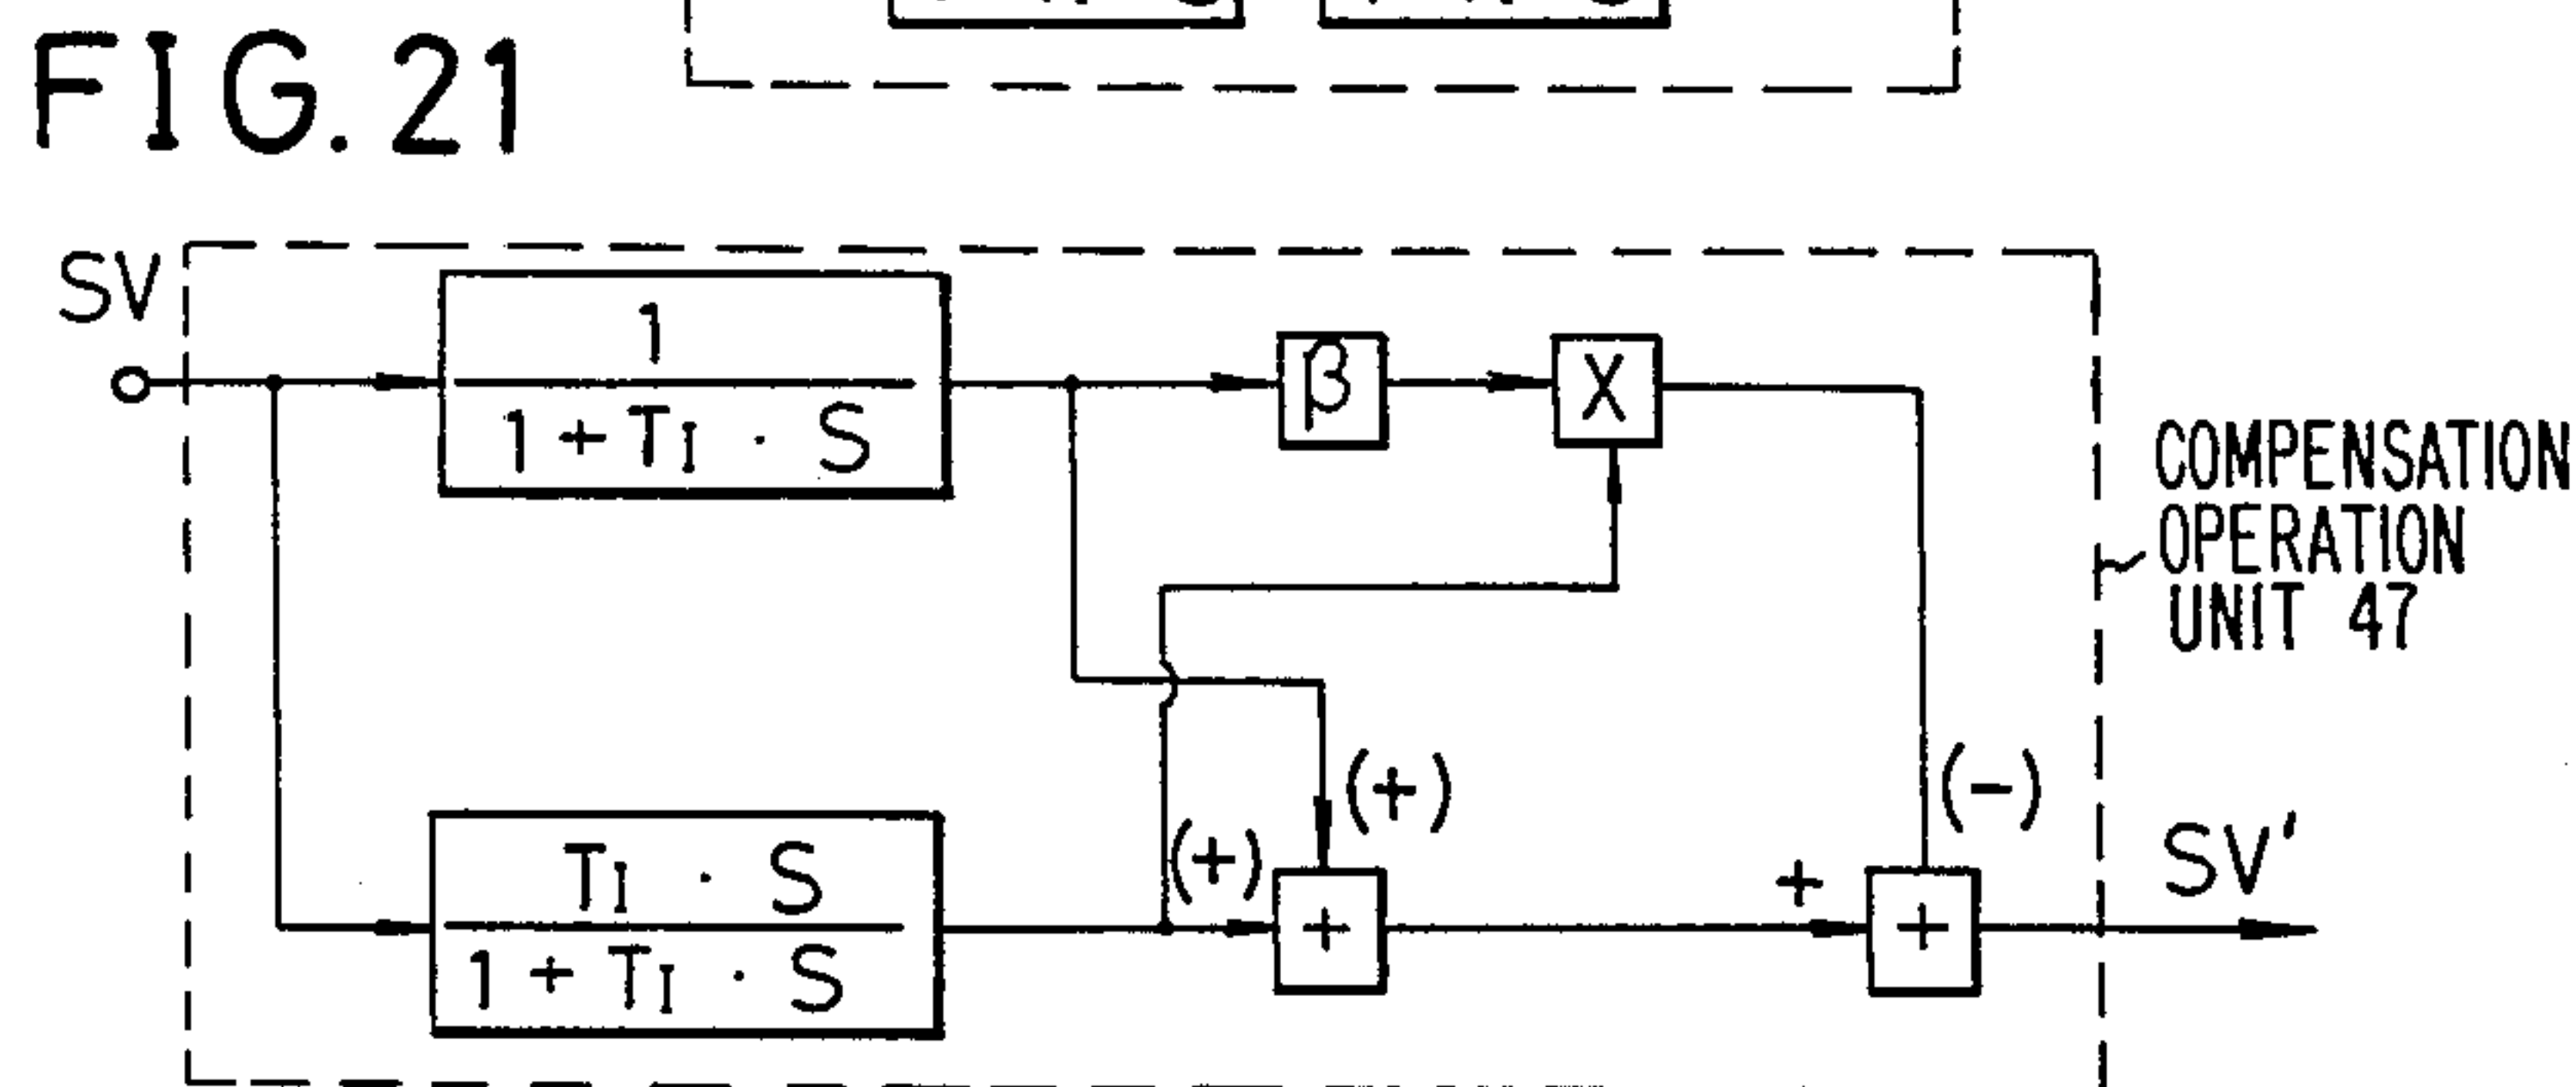 FIG. 21
SV
1
1 + TI · S
β
X
COMPENSATION
OPERATION
UNIT 47
(+)
(-)
(+)
+
SV'
TI · S
1 + TI · S
+
+